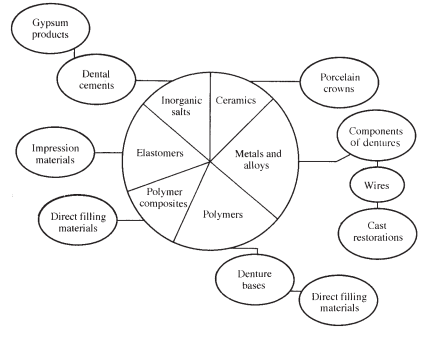 Gypsum
products
Dental
cements
Inorganic
salts
Ceramics
Porcelain
crowns
Components
of dentures
Impression
materials
Elastomers
Metals and
alloys
Wires
Polymer
composites
Polymers
Direct filling
materials
Cast
restorations
Denture
bases
Direct filling
materials